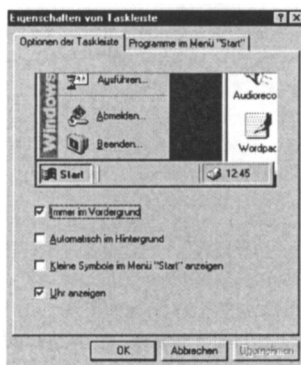 Eigenschaften von Taskleiste
Optionen der Taskleiste Programme im Menü "Start"
Windows
Ausführen...
Abmelden...
Beenden...
Audioreco
Wordpac
Start
12:45
Immer im Vordergrund
Automatisch im Hintergrund
Kleine Symbole im Menü "Start" anzeigen
Uhr anzeigen
OK Abbrechen Übernehmen